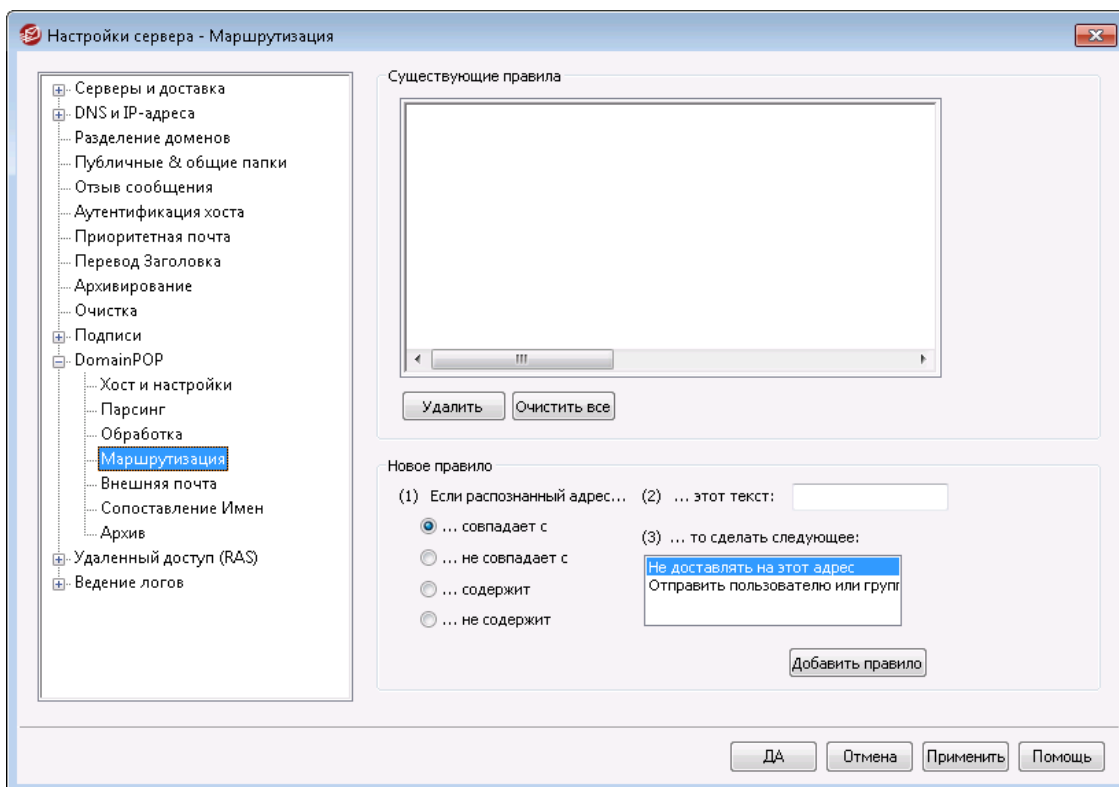 Настройки сервера - Маршрутизация
Серверы и доставка
DNS и IP-адреса
Разделение доменов
Публичные & общие папки
Отзыв сообщения
Аутентификация хоста
Приоритетная почта
Перевод Заголовка
Архивирование
Очистка
Подписи
DomainPOP
Хост и настройки
Парсинг
Обработка
Маршрутизация
Внешняя почта
Сопоставление Имен
Архив
Удаленный доступ (RAS)
Ведение логов
Существующие правила
Удалить
Очистить все
Новое правило
(1) Если распознанный адрес...
... совпадает с
... не совпадает с
... содержит
... не содержит
(2) ... этот текст:
(3) ... то сделать следующее:
Не доставлять на этот адрес
Отправить пользователю или групп
Добавить правило
ДА
Отмена
Применить
Помощь